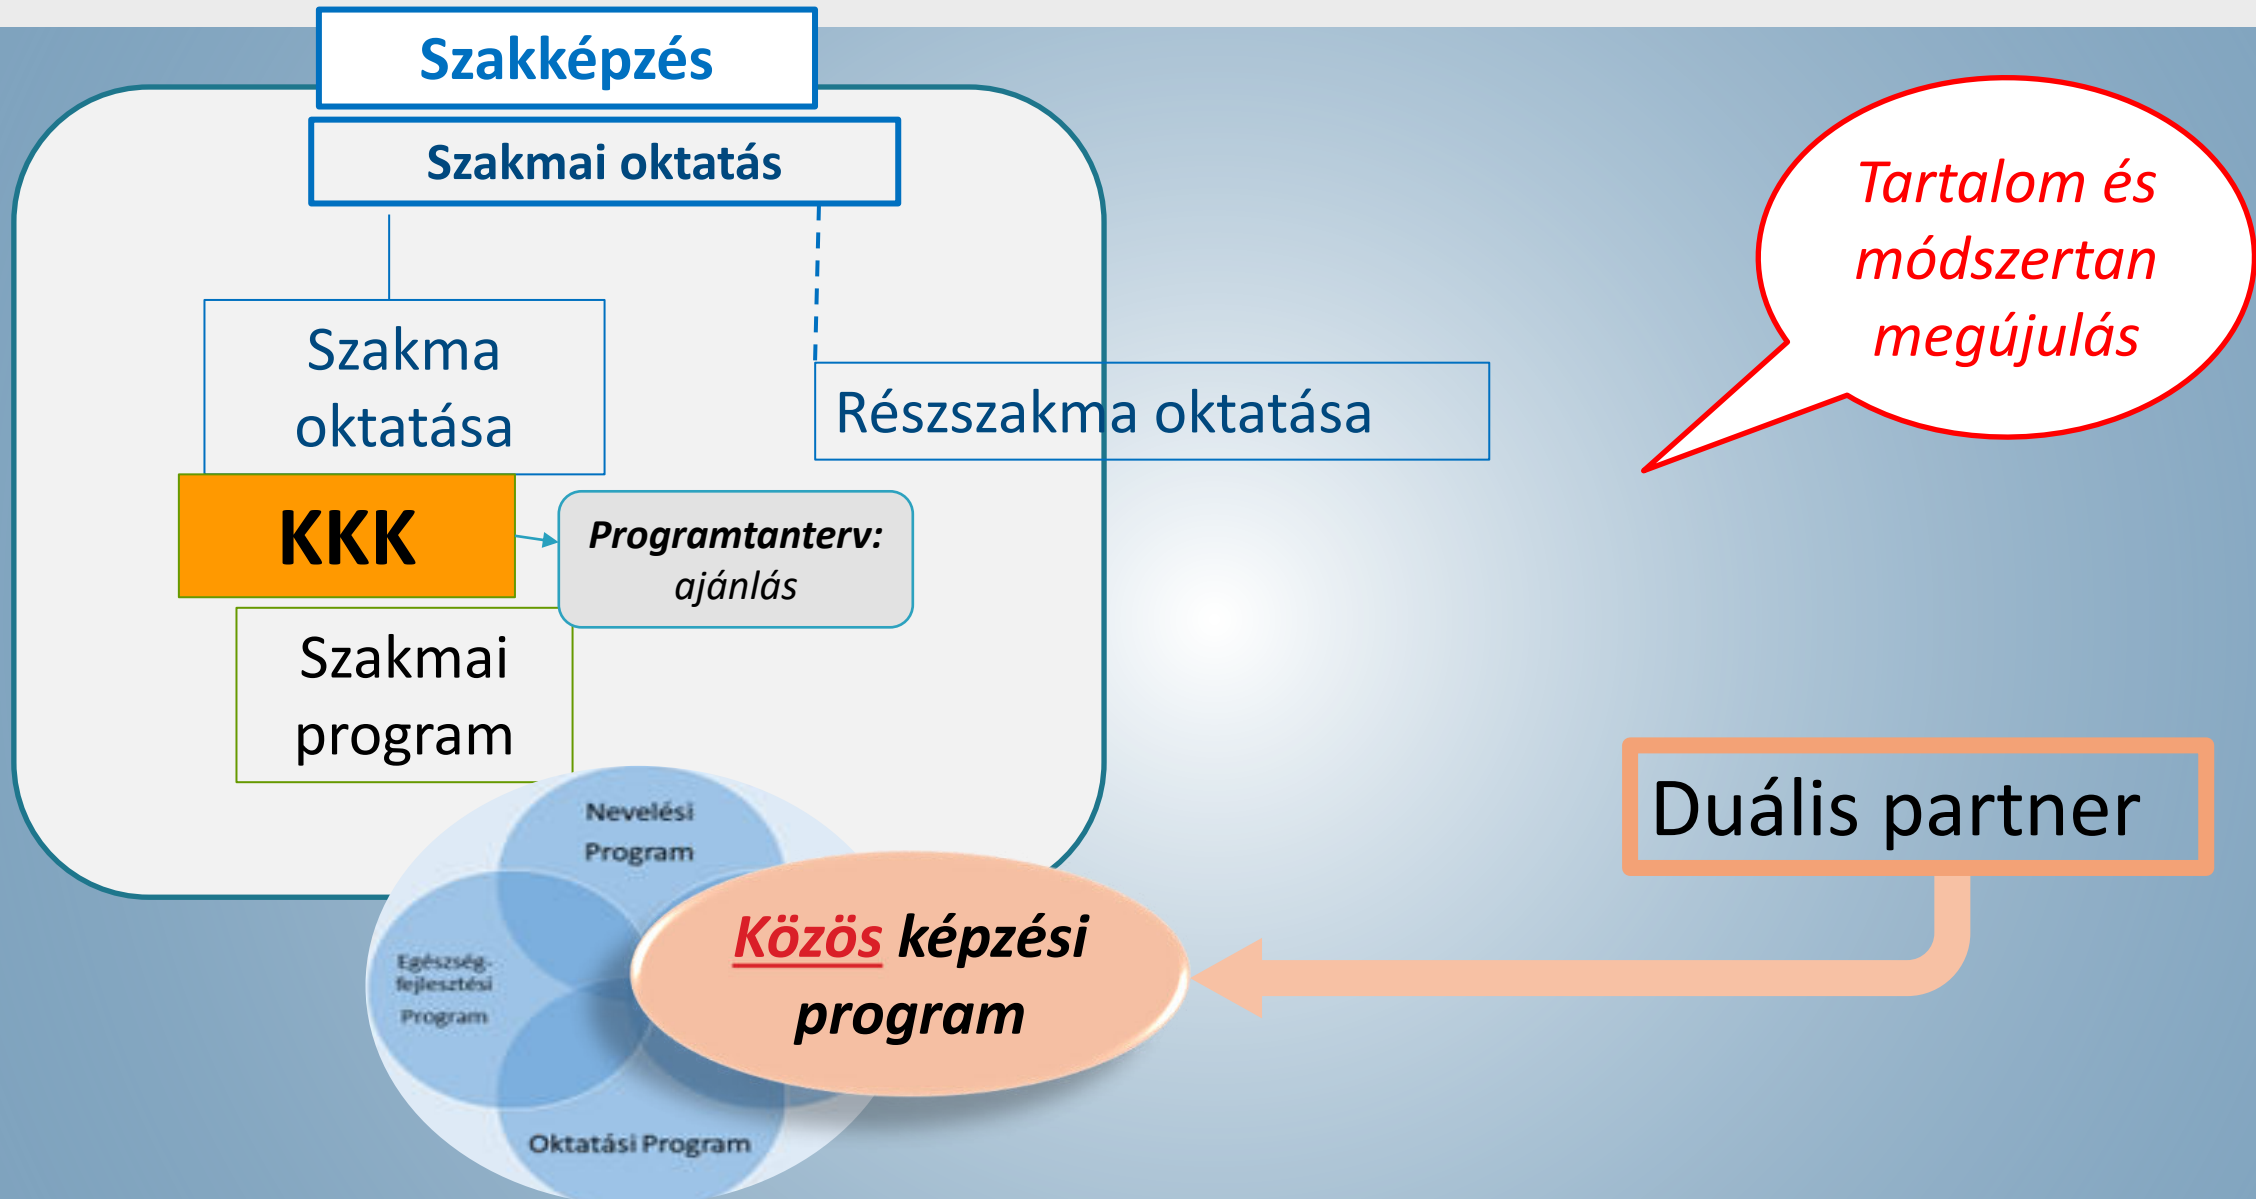 Szakképzés
Szakmai oktatás
Tartalom és
módszertan
megújulás
Szakma
oktatása
Részszakma oktatása
KKK
Programtanterv:
ajánlás
Szakmai
program
Duális partner
Nevelési
Program
Közös képzési
program
Egészség-
fejlesztési
Program
Oktatási Program